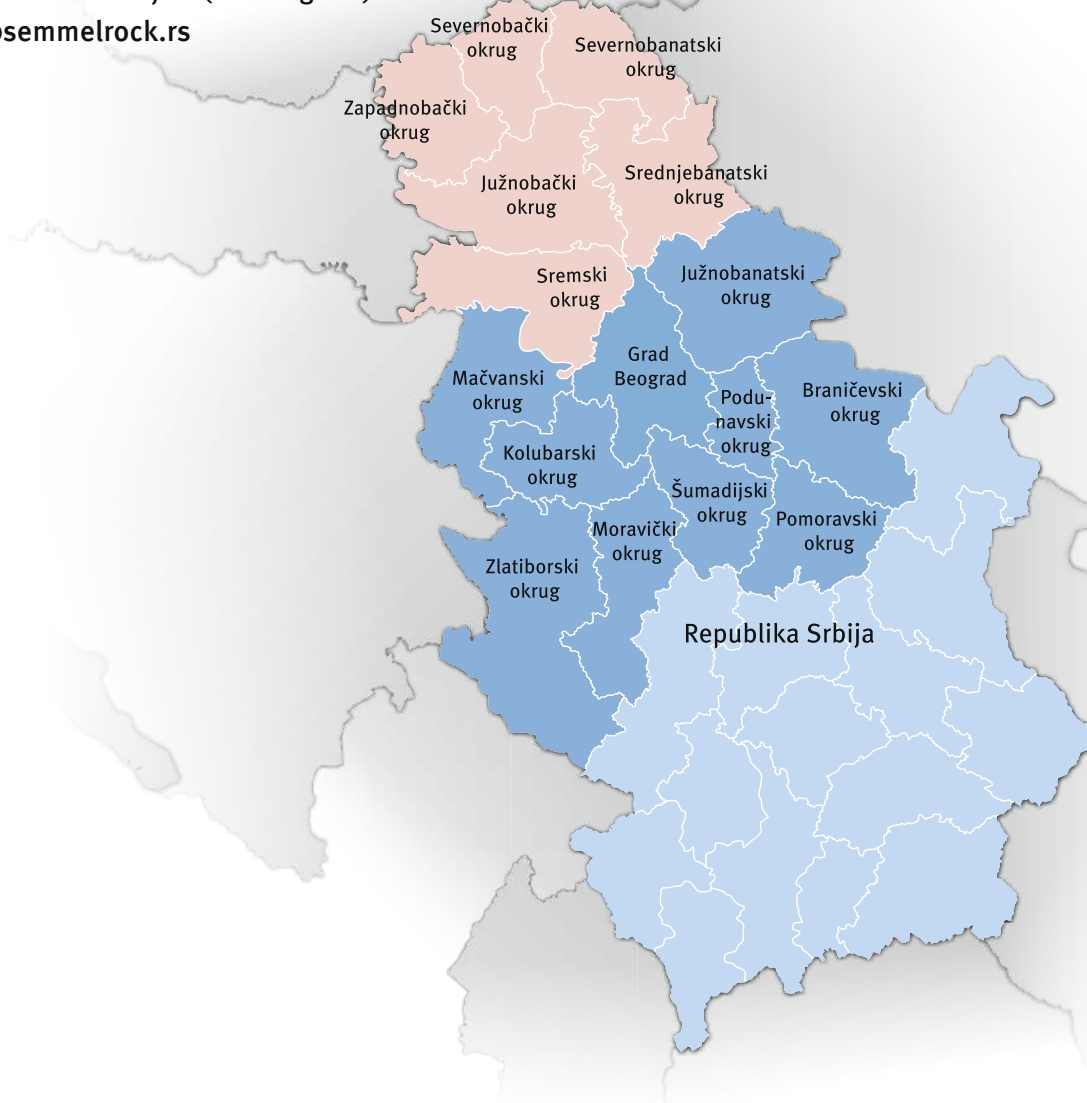 semmelrock.rs
Severnobački
okrug
Severnobanatski
okrug
Zapadnobački
okrug
Južnobački
okrug
Srednjebanatski
okrug
Sremski
okrug
Južnobanatski
okrug
Grad
Beograd
Mačvanski
okrug
Podu-
navski
okrug
Braničevski
okrug
Kolubarski
okrug
Šumadijski
okrug
Moravički
okrug
Pomoravski
okrug
Zlatiborski
okrug
Republika Srbija